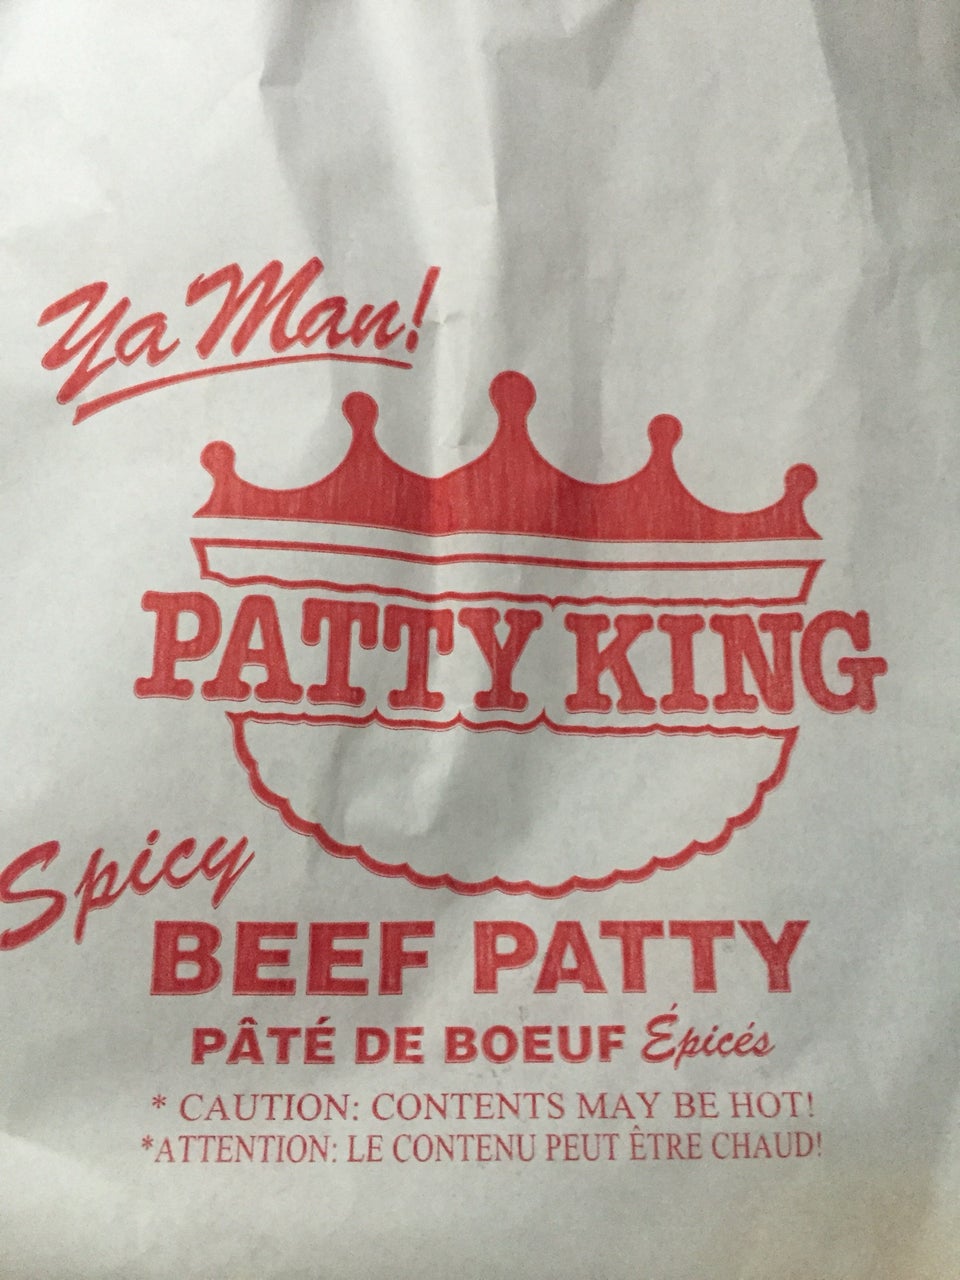 Ya Man!
PATTY KING
Spicy
BEEF PATTY
PÂTÉ DE BOEUF Épicés
* CAUTION: CONTENTS MAY BE HOT!
*ATTENTION: LE CONTENU PEUT ÊTRE CHAUD!